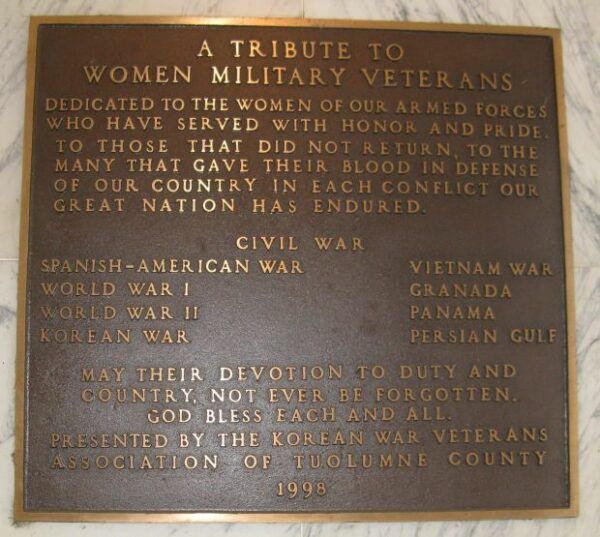 A TRIBUTE TO
WOMEN MILITARY VETERANS
DEDICATED TO THE WOMEN OF OUR ARMED FORCES
WHO HAVE SERVED WITH HONOR AND PRIDE.
TO THOSE THAT DID NOT RETURN, TO THE
MANY THAT GAVE THEIR BLOOD IN DEFENSE
OF OUR COUNTRY IN EACH CONFLICT OUR
GREAT NATION HAS ENDURED.
CIVIL WAR
SPANISH-AMERICAN WAR VIETNAM WAR
WORLD WAR I GRANADA
WORLD WAR II PANAMA
KOREAN WAR PERSIAN GULF
MAY THEIR DEVOTION TO DUTY AND
COUNTRY, NOT EVER BE FORGOTTEN.
GOD BLESS EACH AND ALL.
PRESENTED BY THE KOREAN WAR VETERANS
ASSOCIATION OF TUOLUMNE COUNTY
1998